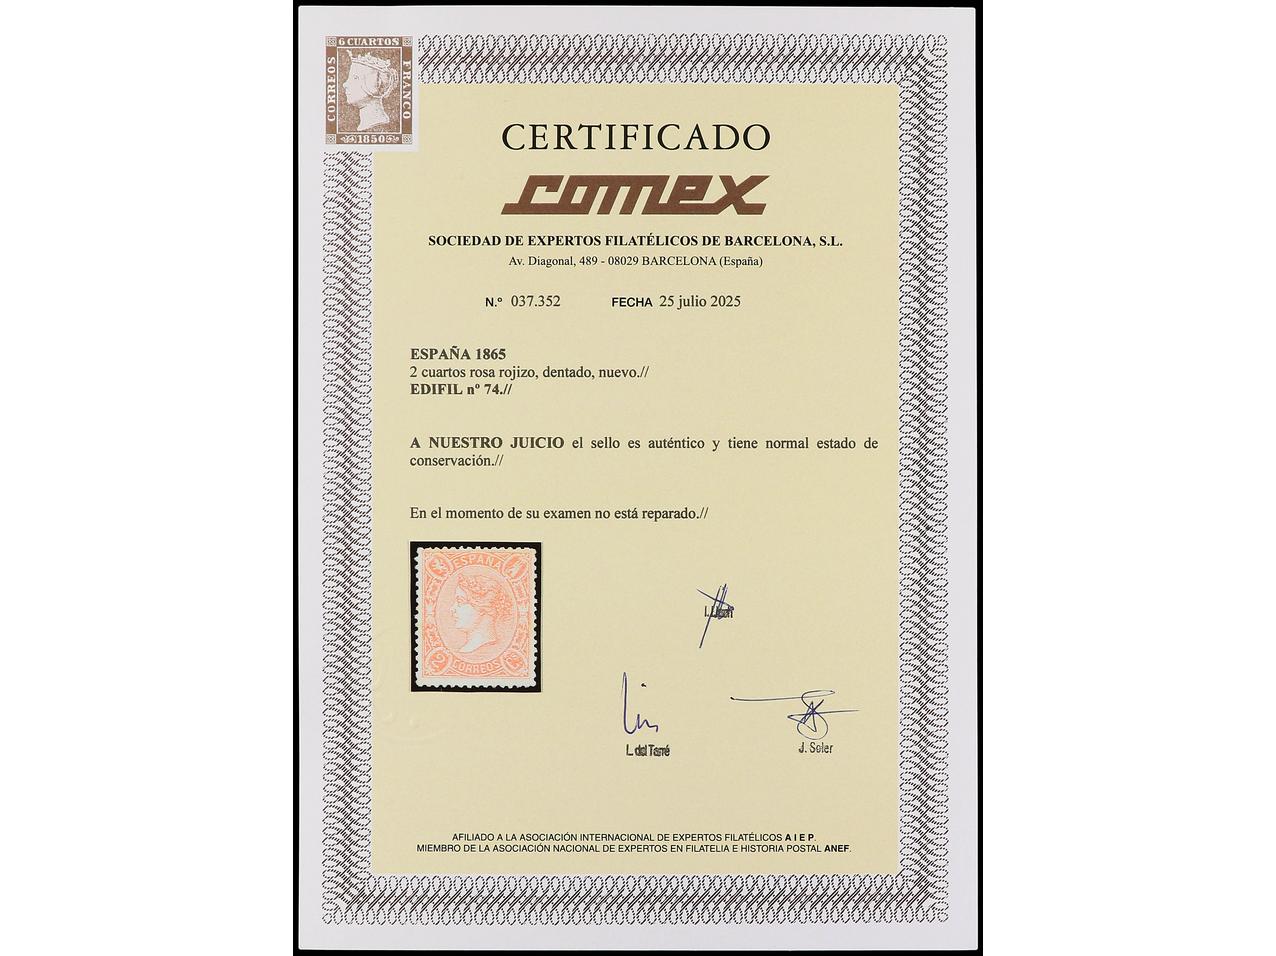 6 CUARTOS
CORREOS
FRANCO
1850
CERTIFICADO
comex
SOCIEDAD DE EXPERTOS FILATÉLICOS DE BARCELONA, S.L.
Av. Diagonal, 489 - 08029 BARCELONA (España)
N.º 037.352 FECHA 25 julio 2025
ESPAÑA 1865
2 cuartos rosa rojizo, dentado, nuevo.//
EDIFIL nº 74.//
A NUESTRO JUICIO el sello es auténtico y tiene normal estado de
conservación.//
En el momento de su examen no está reparado.//
ESPAÑA
2 CORREOS Cs
L. del Tarré
J. Soler
AFILIADO A LA ASOCIACIÓN INTERNACIONAL DE EXPERTOS FILATÉLICOS A I E P.
MIEMBRO DE LA ASOCIACIÓN NACIONAL DE EXPERTOS EN FILATELIA E HISTORIA POSTAL ANEF.